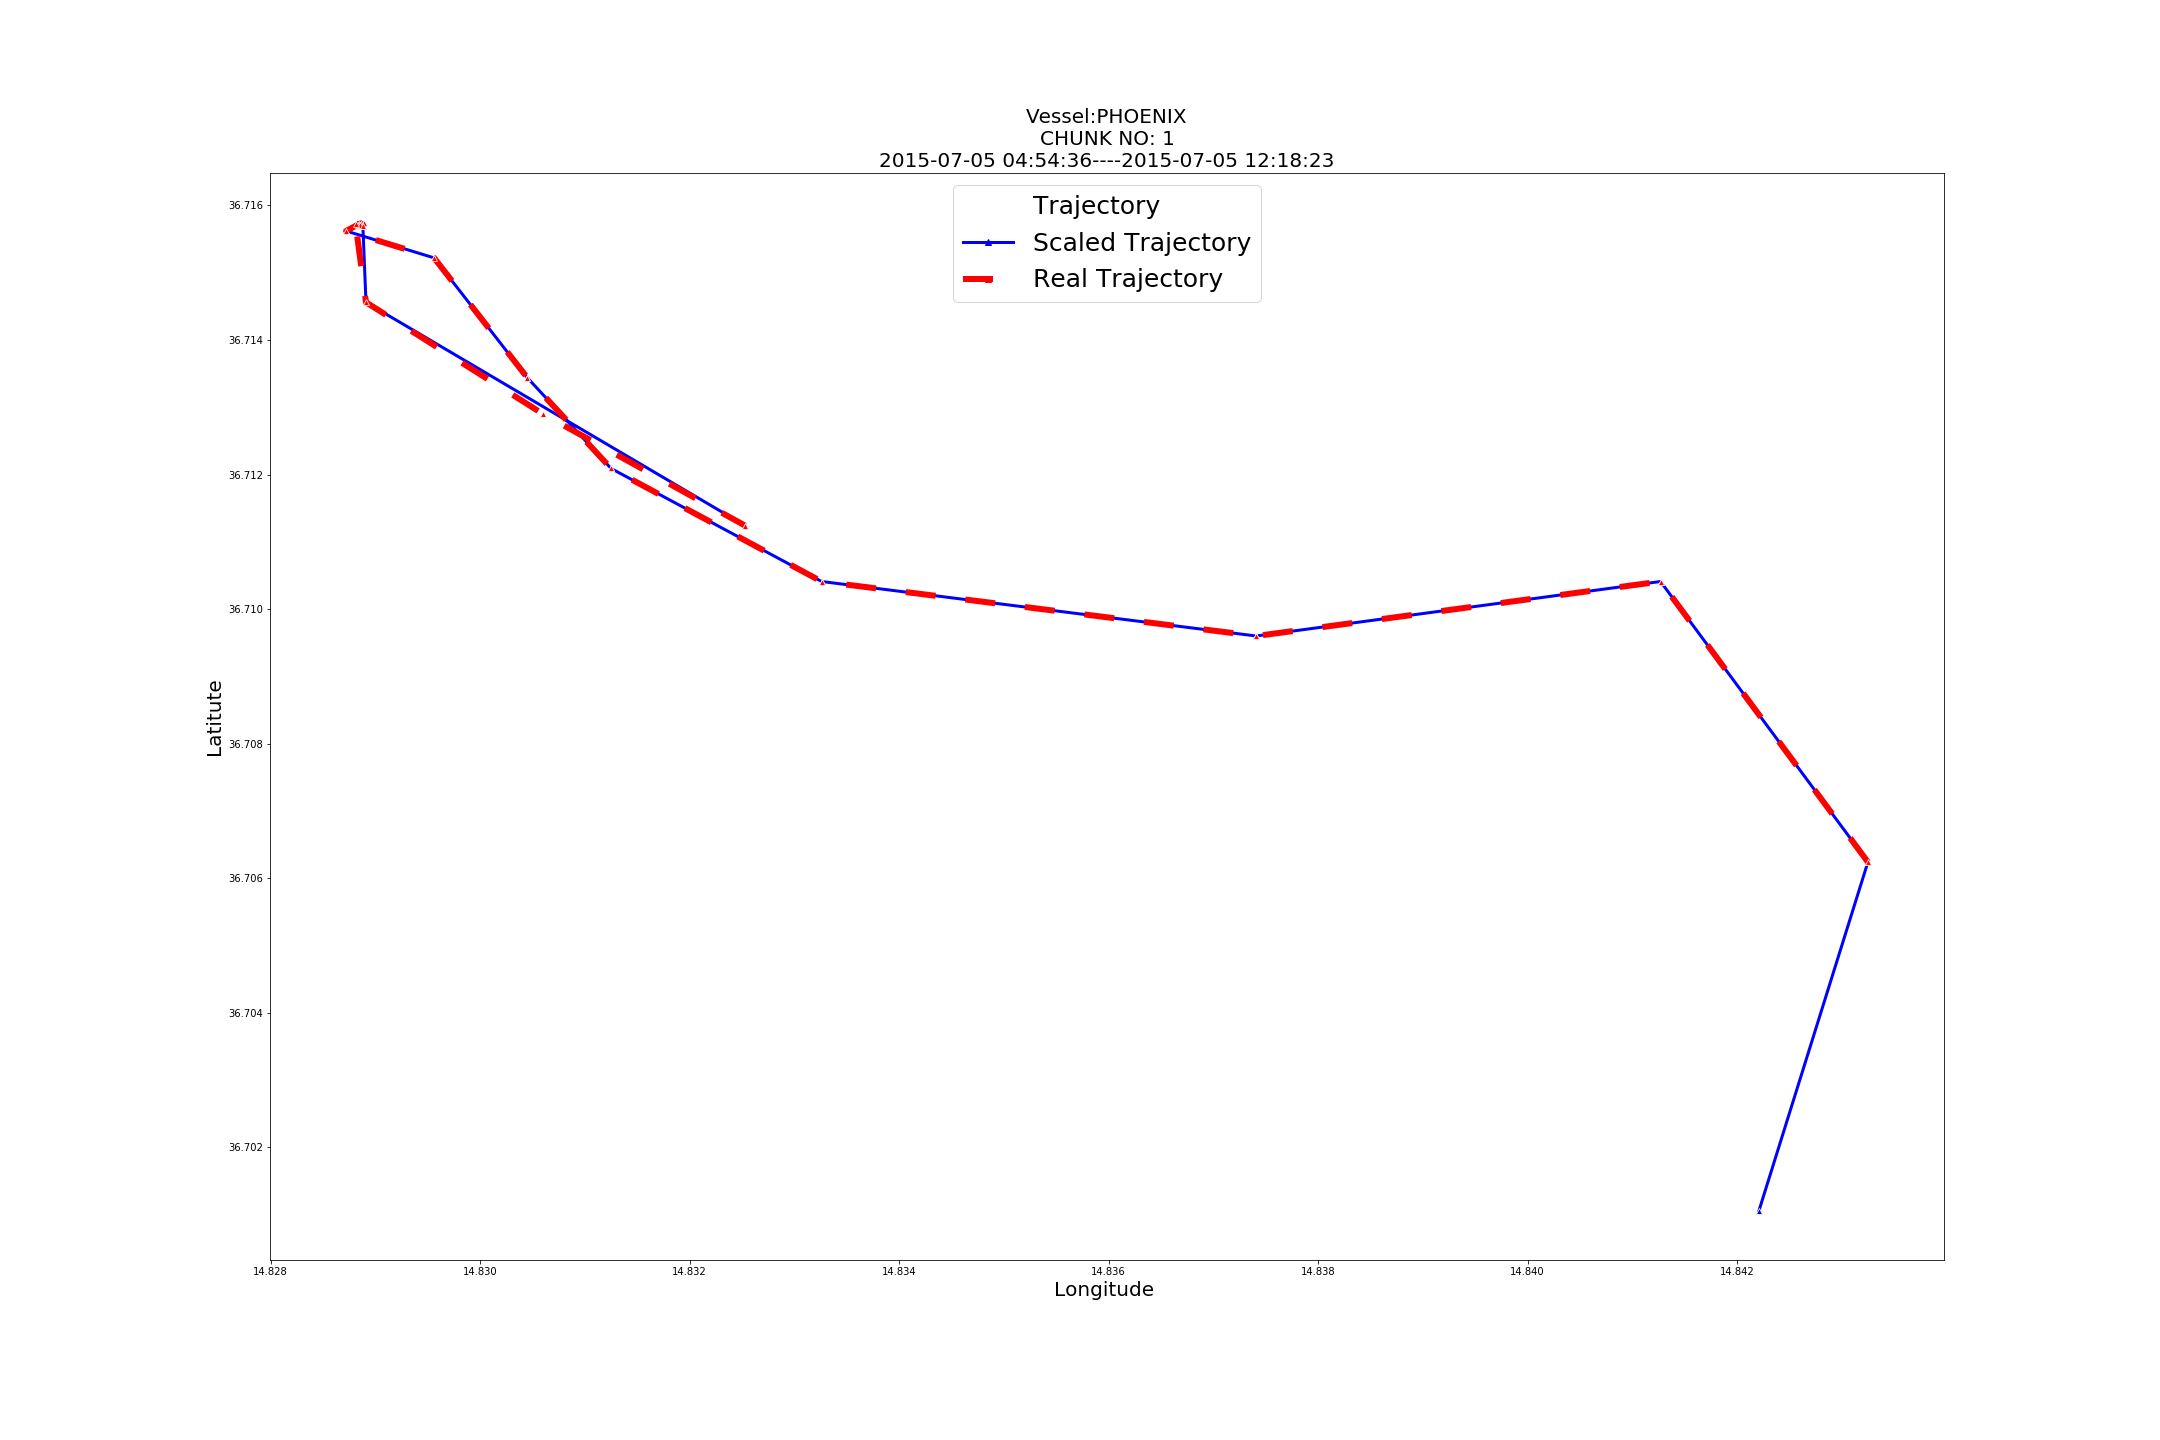 Vessel:PHOENIX
CHUNK NO: 1
2015-07-05 04:54:36----2015-07-05 12:18:23
Trajectory
Scaled Trajectory
Real Trajectory
36.716
36.714
36.712
36.710
36.708
36.706
36.704
36.702
Latitute
14.828 14.830 14.832 14.834 14.836 14.838 14.840 14.842
Longitude